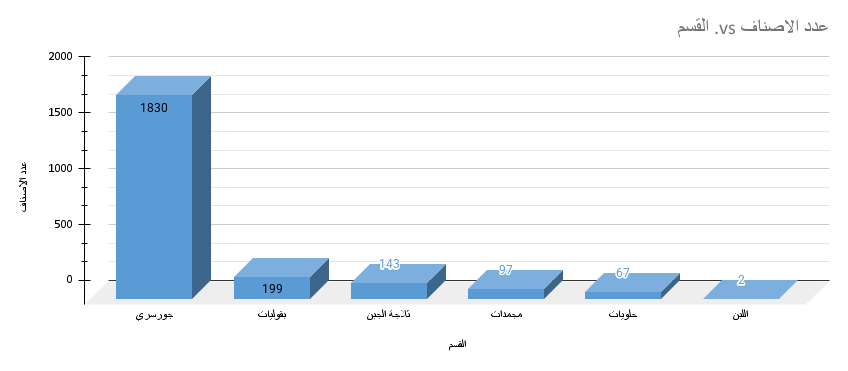 عدد الاصناف vs. القسم
2000
1500
1000
500
0
عدد الاصناف
1830
199
143
97
67
2
جورسري
بقوليات
ثلاجة الجبن
مجمدات
حلويات
اللبن
القسم